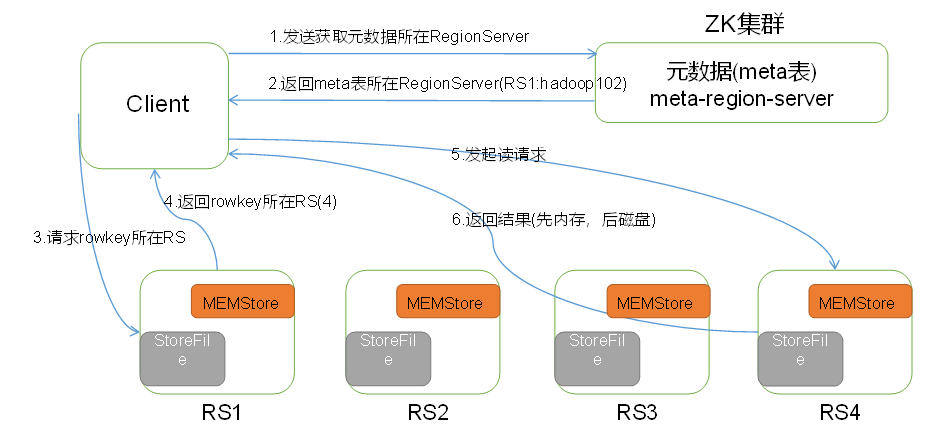 ZK集群
1.发送获取元数据所在RegionServer
元数据(meta表)
meta-region-server
2.返回meta表所在RegionServer(RS1:hadoop102)
Client
5.发起读请求
4.返回rowkey所在RS(4)
6.返回结果(先内存，后磁盘)
3.请求rowkey所在RS
MEMStore
MEMStore
MEMStore
MEMStore
StoreFil
e
StoreFil
e
StoreFil
e
StoreFil
e
RS1
RS2
RS3
RS4